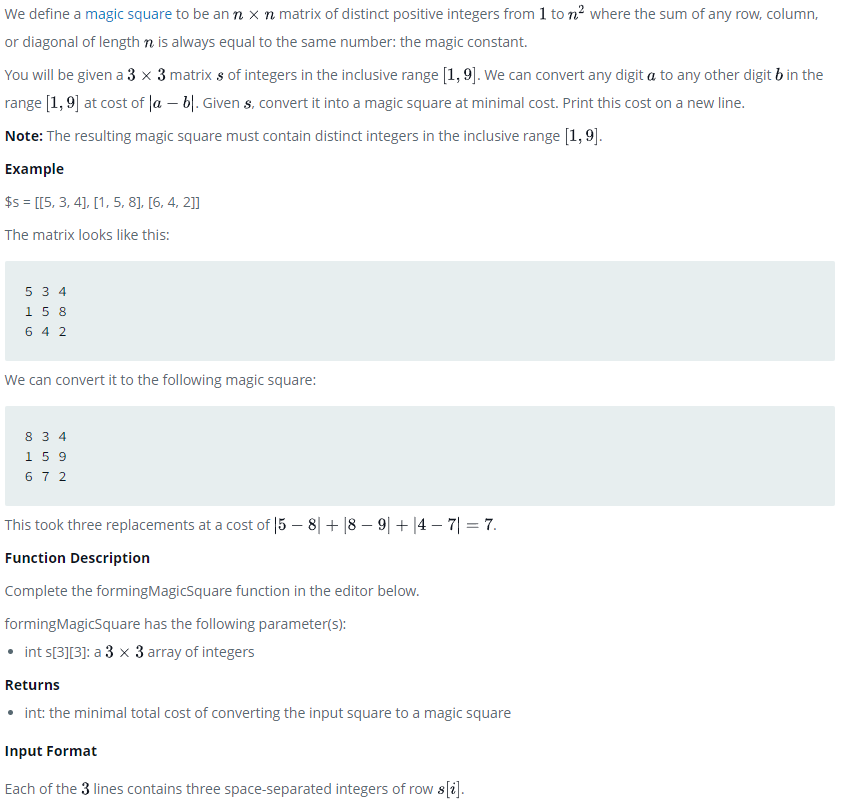 We define a magic square to be an n × n matrix of distinct positive integers from 1 to n² where the sum of any row, column,
or diagonal of length n is always equal to the same number: the magic constant.
You will be given a 3 × 3 matrix s of integers in the inclusive range [1, 9]. We can convert any digit a to any other digit b in the
range [1, 9] at cost of |a − b|. Given s, convert it into a magic square at minimal cost. Print this cost on a new line.
Note: The resulting magic square must contain distinct integers in the inclusive range [1, 9].
Example
$s = [[5, 3, 4], [1, 5, 8], [6, 4, 2]]
The matrix looks like this:
5 3 4
1 5 8
6 4 2
We can convert it to the following magic square:
8 3 4
1 5 9
6 7 2
This took three replacements at a cost of |5 − 8| + |8 − 9| + |4 − 7| = 7.
Function Description
Complete the formingMagicSquare function in the editor below.
formingMagicSquare has the following parameter(s):
• int s[3][3]: a 3 × 3 array of integers
Returns
• int: the minimal total cost of converting the input square to a magic square
Input Format
Each of the 3 lines contains three space-separated integers of row s[i].